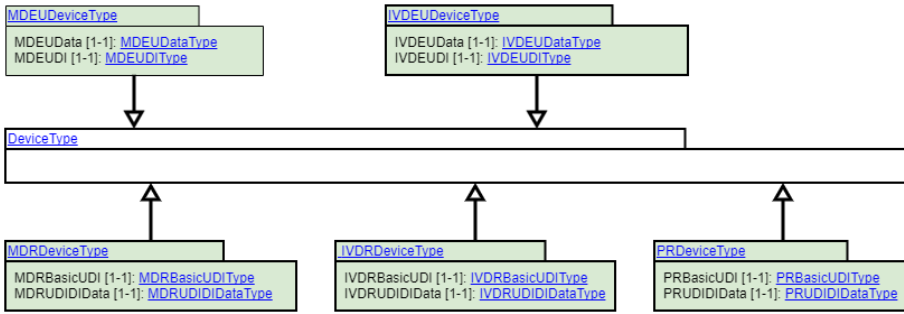 MDEUDeviceType
MDEUData [1-1]: MDEUDataType
MDEUDI [1-1]: MDEUDIType
IVDEUDeviceType
IVDEUData [1-1]: IVDEUDataType
IVDEUDI [1-1]: IVDEUDIType
DeviceType
MDRDeviceType
MDRBasicUDI [1-1]: MDRBasicUDIType
MDRUDIDIData [1-1]: MDRUDIDIDataType
IVDRDeviceType
IVDRBasicUDI [1-1]: IVDRBasicUDIType
IVDRUDIDIData [1-1]: IVDRUDIDIDataType
PRDeviceType
PRBasicUDI [1-1]: PRBasicUDIType
PRUDIDIData [1-1]: PRUDIDIDataType